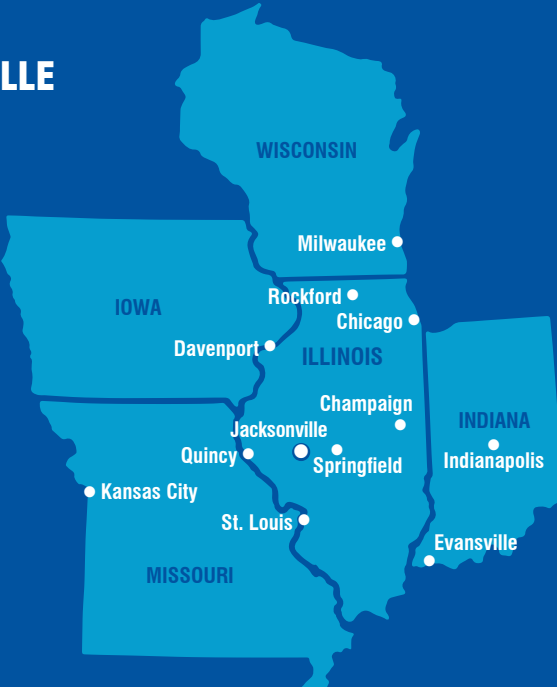 LLE
WISCONSIN
Milwaukee
Rockford
IOWA
Chicago
Davenport
ILLINOIS
Champaign
INDIANA
Jacksonville
Quincy
Springfield
Indianapolis
Kansas City
St. Louis
Evansville
MISSOURI